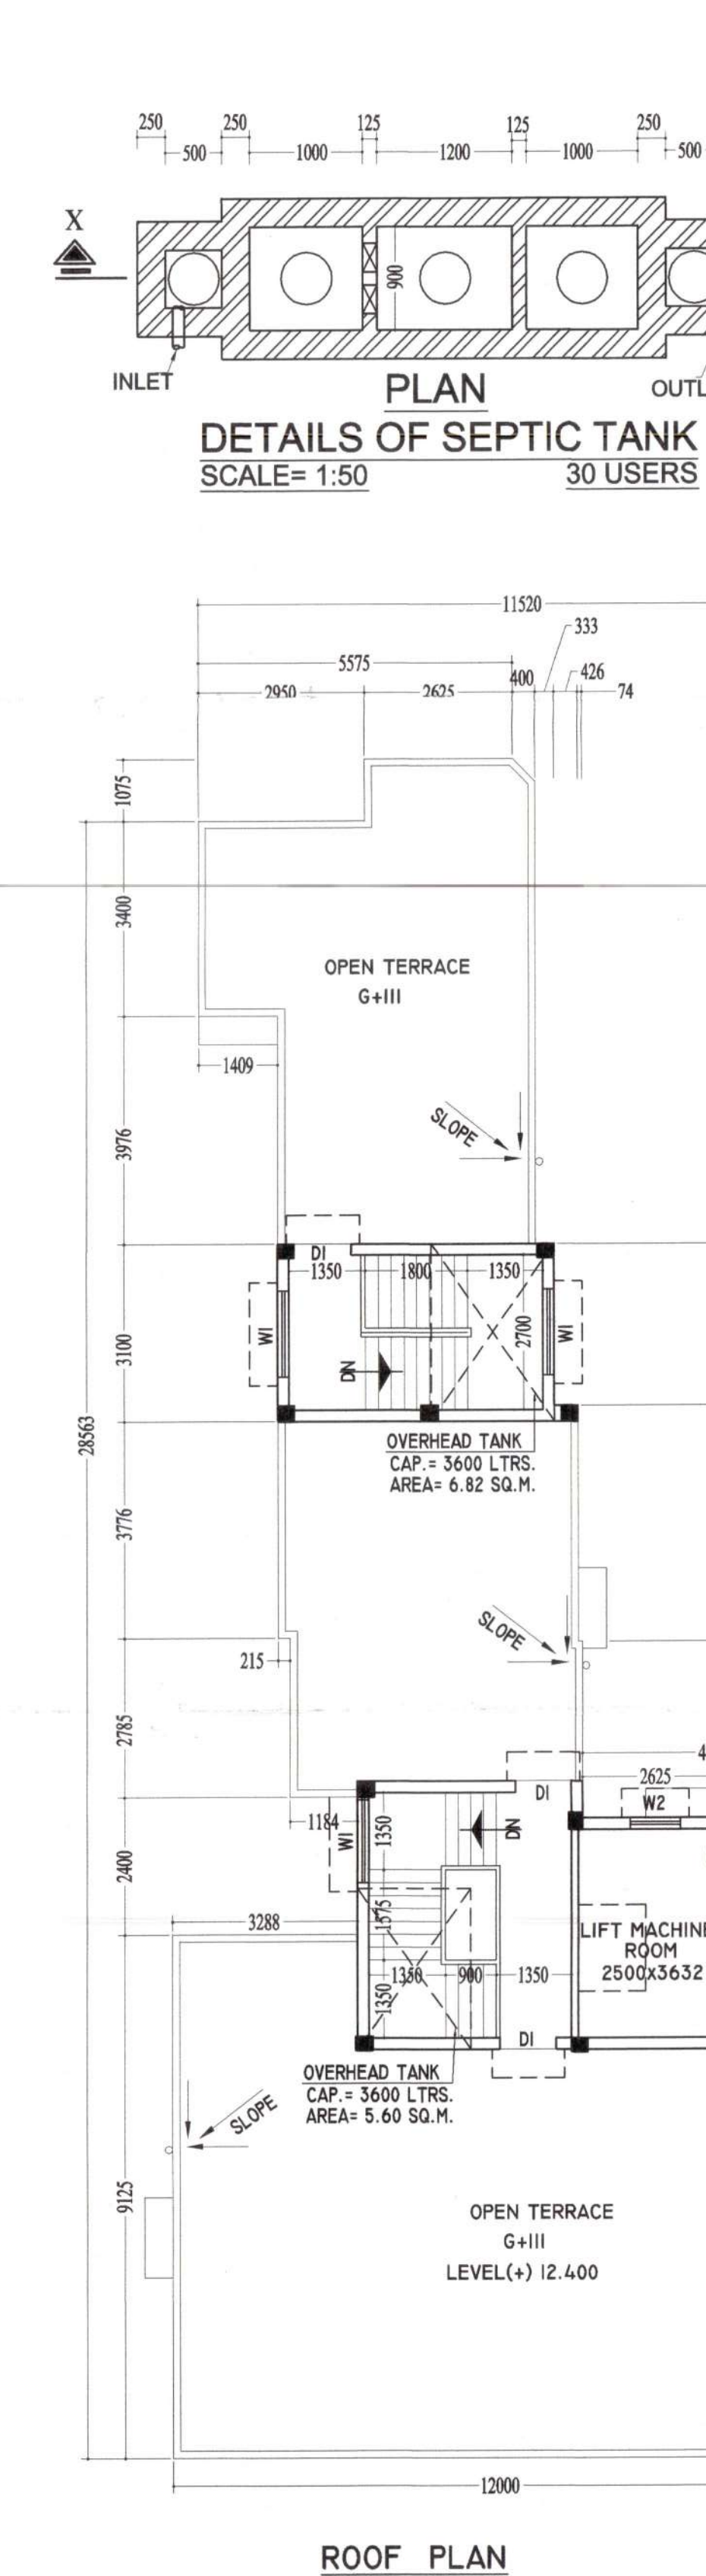 250 250 125 125 250
500 1000 1200 1000 500
X
900
INLET
PLAN
OUTL
DETAILS OF SEPTIC TANK
SCALE= 1:50 30 USERS
11520
333
5575
400 426
2950 2625 74
1075
3400
OPEN TERRACE
G+III
1409
SLOPE
3976
D1
1350 1800 1350
W1 2700 W1
3100
DN
28563
OVERHEAD TANK
CAP.= 3600 LTRS.
AREA= 6.82 SQ.M.
3776
SLOPE
215
2785
4
2625
D1 W2
1184 W1 1350 DN
2400
3288 1575
LIFT MACHINE
ROOM
2500x3632
1350 900 1350
1350
D1
OVERHEAD TANK
CAP.= 3600 LTRS.
AREA= 5.60 SQ.M.
SLOPE
9125
OPEN TERRACE
G+III
LEVEL(+) 12.400
12000
ROOF PLAN